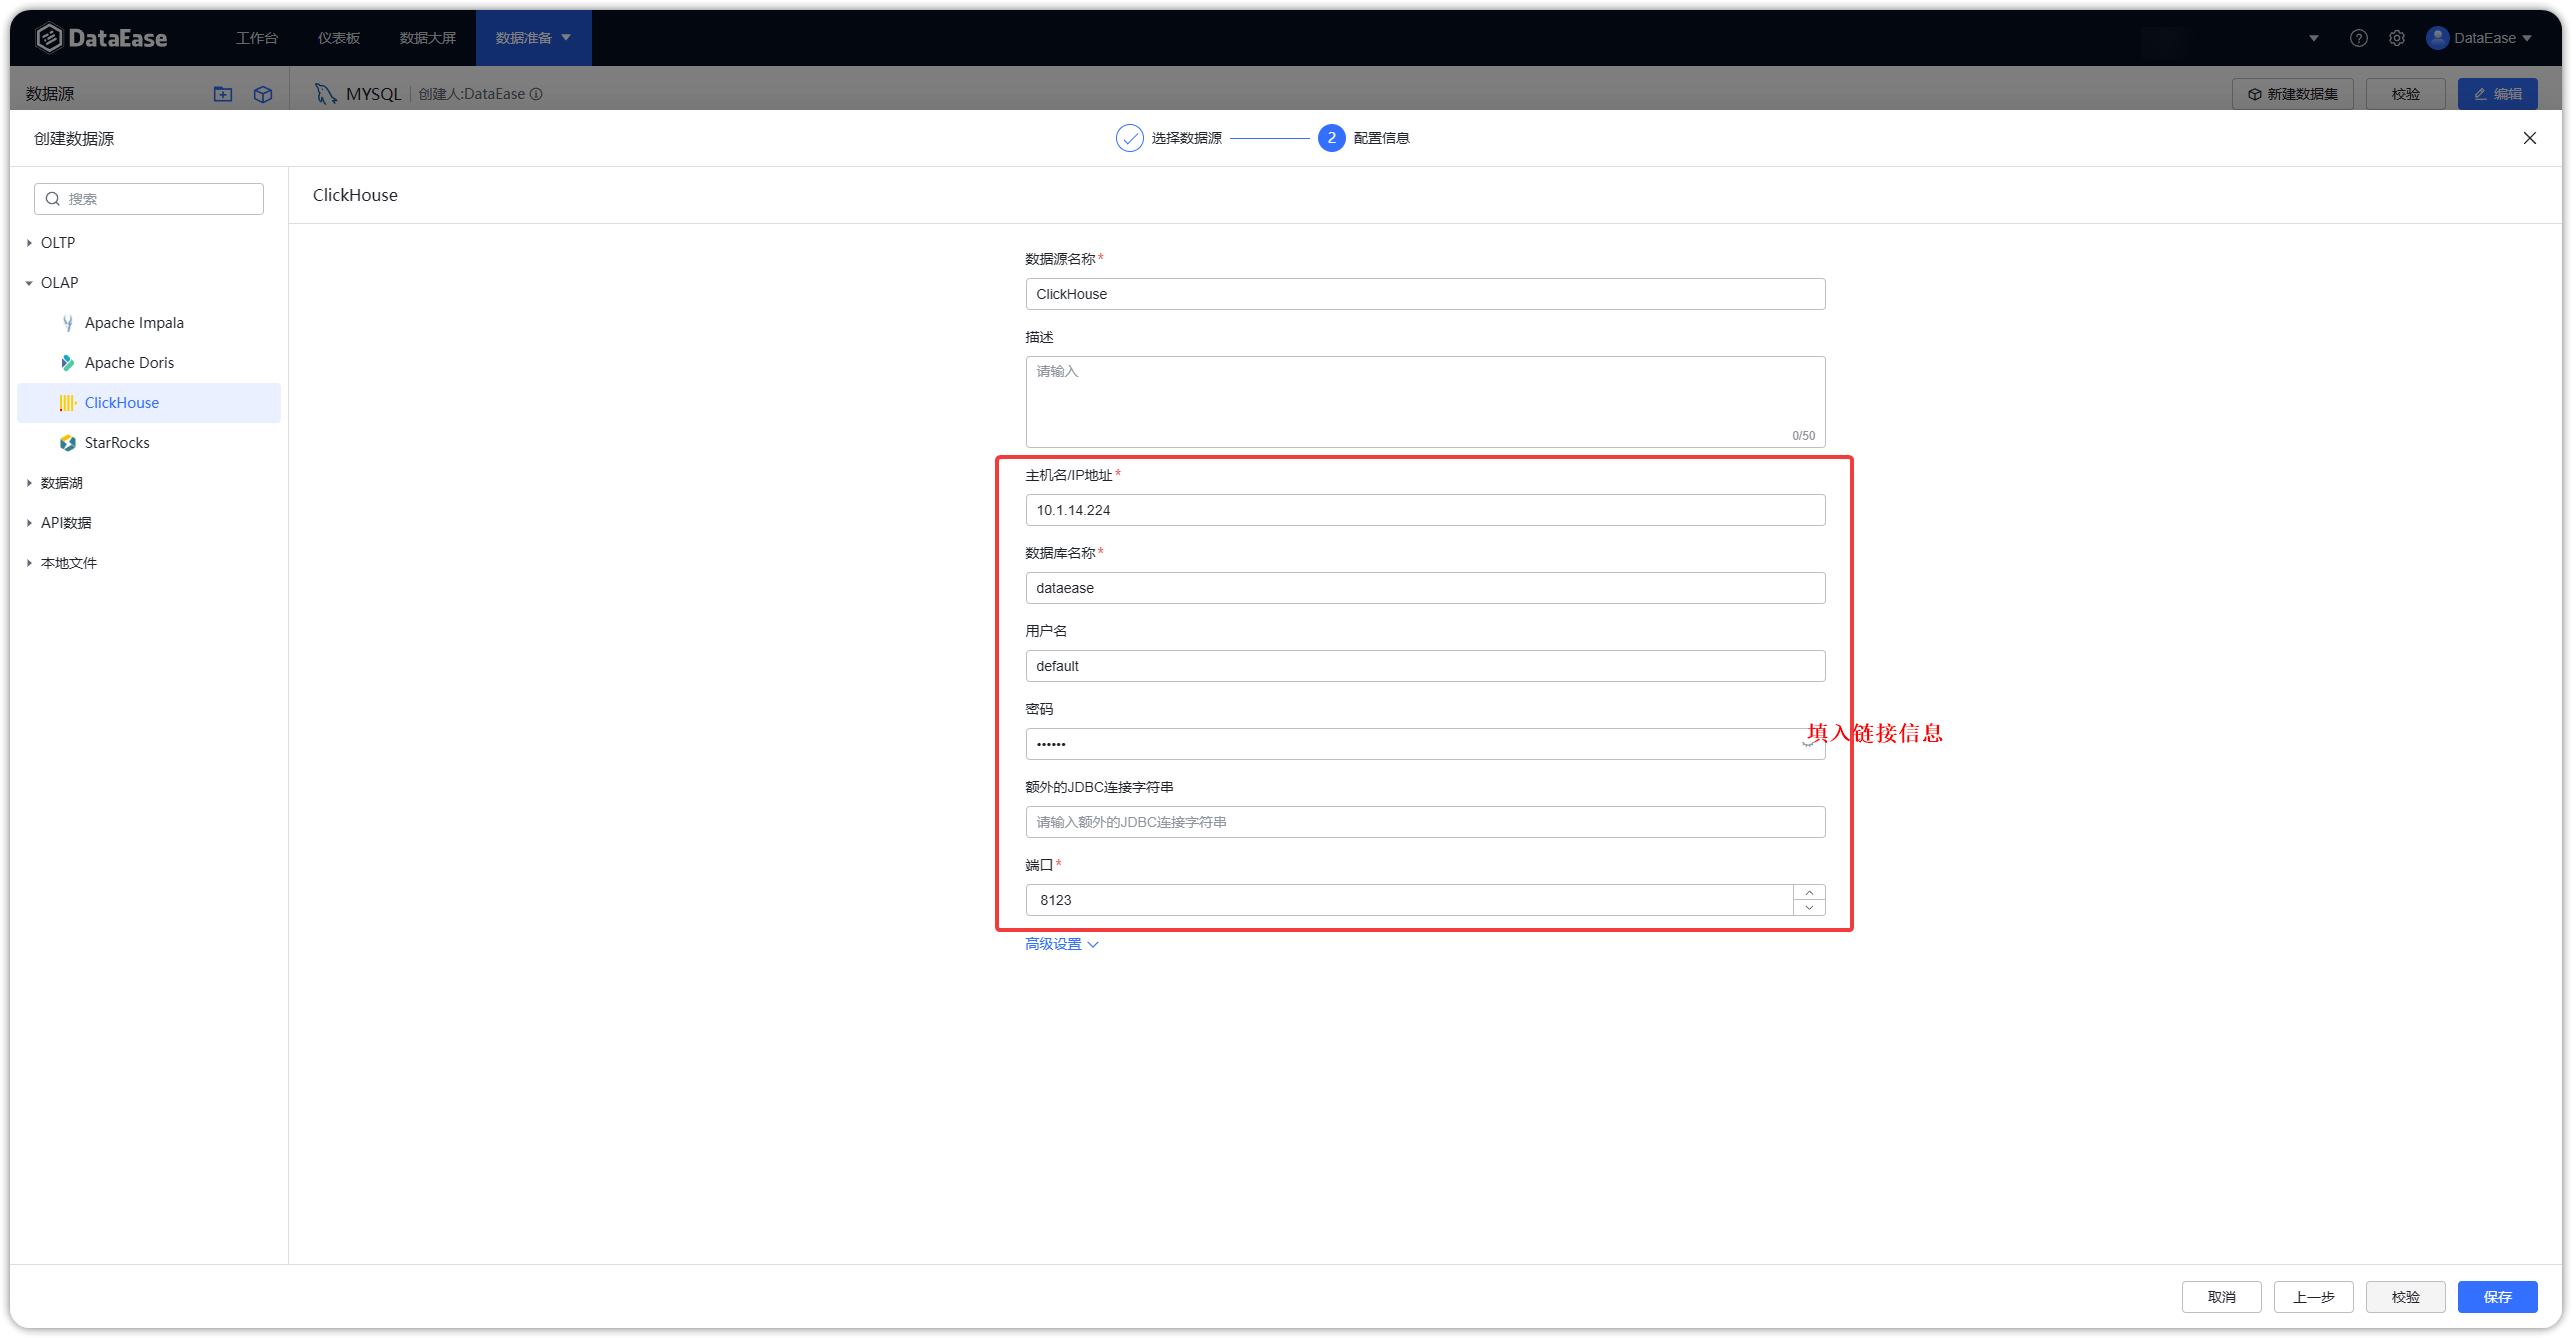 DataEase 工作台 仪表板 数据大屏 数据准备 DataEase
数据源 MYSQL 创建人:DataEase 新建数据集 校验 编辑
创建数据源 选择数据源 2 配置信息
搜索
OLTP
OLAP
Apache Impala
Apache Doris
ClickHouse
StarRocks
数据湖
API数据
本地文件
ClickHouse
数据源名称*
ClickHouse
描述
请输入
0/50
主机名/IP地址*
10.1.14.224
数据库名称*
dataease
用户名
default
密码
••••••
填入链接信息
额外的JDBC连接字符串
请输入额外的JDBC连接字符串
端口*
8123
高级设置
取消 上一步 校验 保存